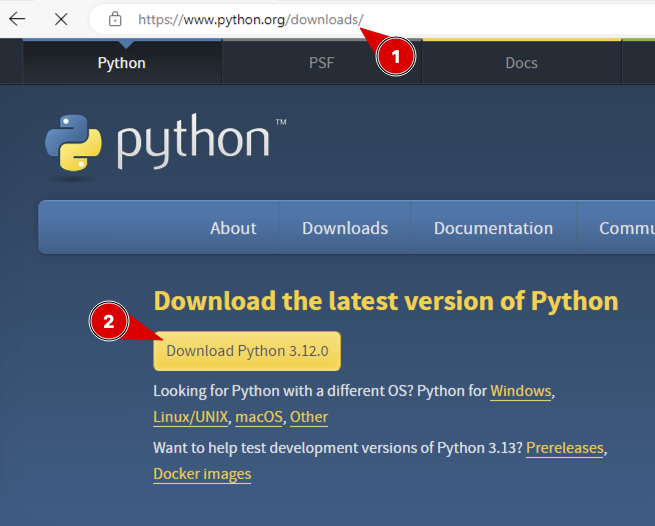 https://www.python.org/downloads/
1
Python PSF Docs
python™
About Downloads Documentation Commu
Download the latest version of Python
2
Download Python 3.12.0
Looking for Python with a different OS? Python for Windows,
Linux/UNIX, macOS, Other
Want to help test development versions of Python 3.13? Prereleases,
Docker images